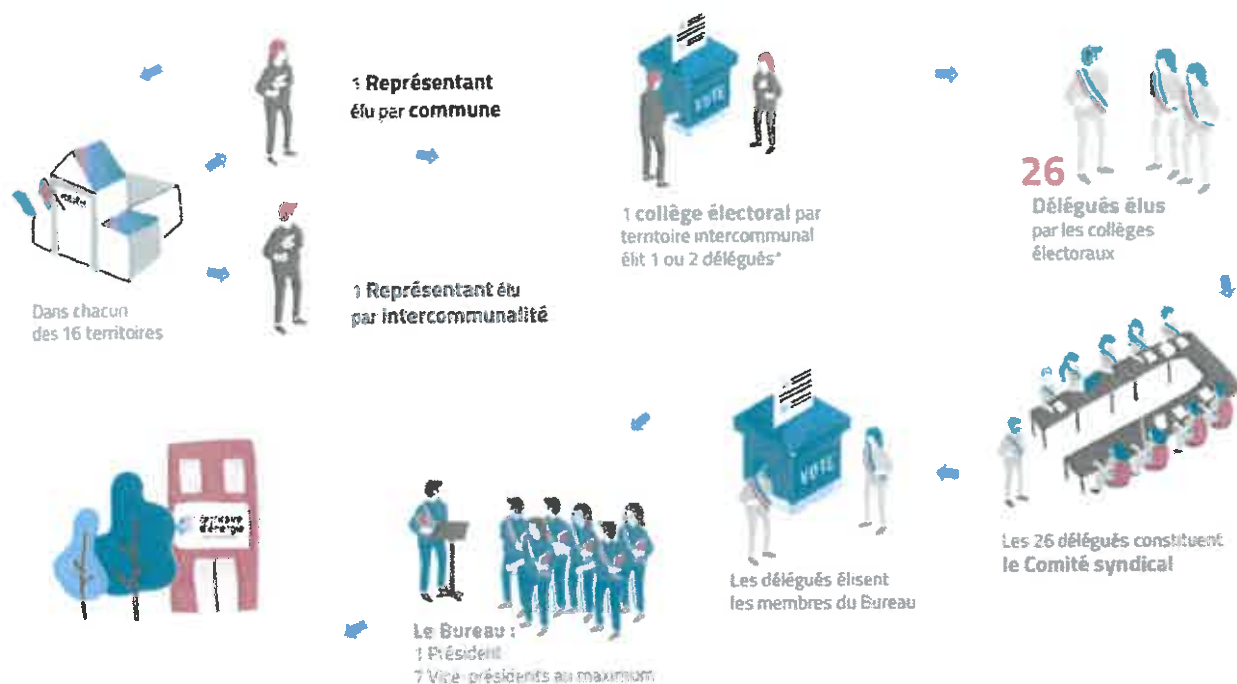 1 Représentant
élu par commune
VOTE
1 collège électoral par
territoire intercommunal
élit 1 ou 2 délégués*
26
Délégués élus
par les collèges
électoraux
Dans chacun
des 16 territoires
1 Représentant élu
par intercommunalité
Les 26 délégués constituent
le Comité syndical
VOTE
Les délégués élisent
les membres du Bureau
territoire
d'énergie
Le Bureau :
1 Président
7 Vice-présidents au maximum